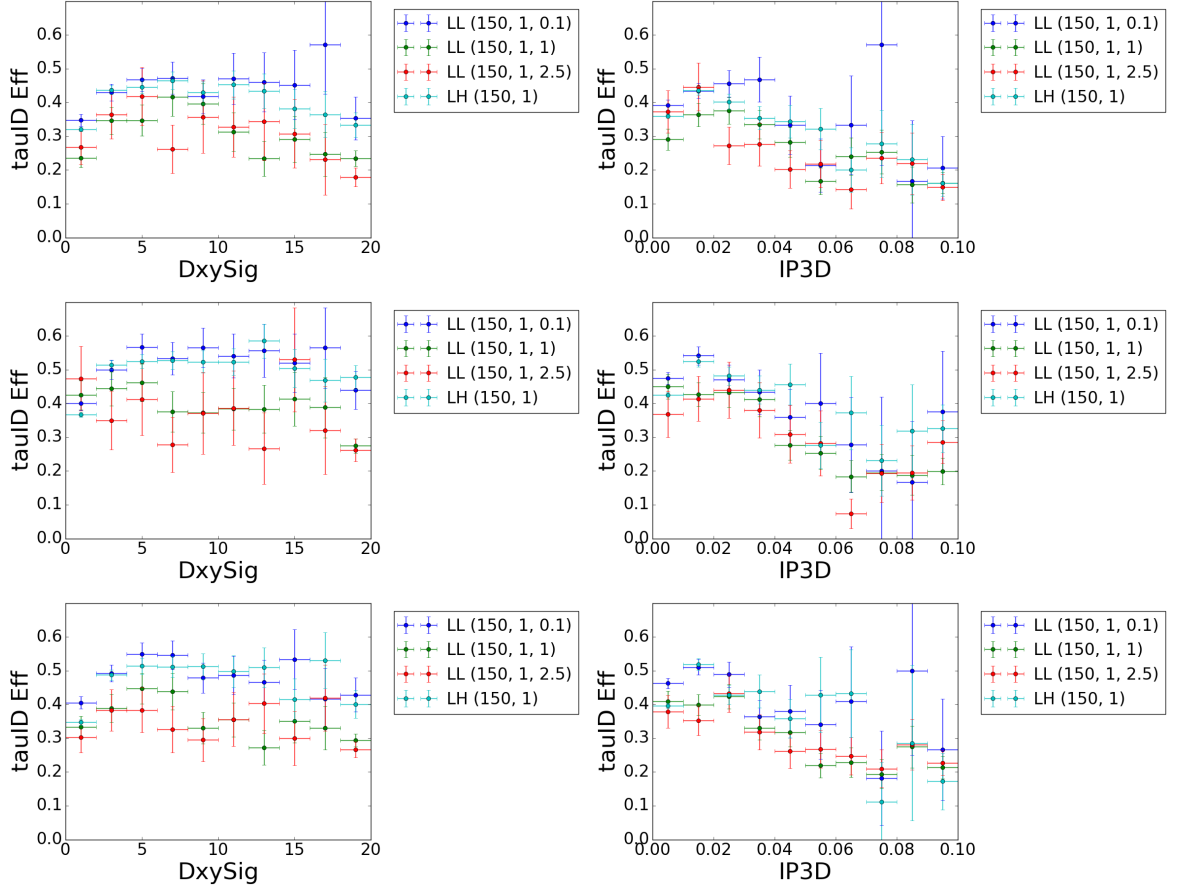 0.6
0.5
0.4
0.3
0.2
0.1
0.0
tauID Eff
0 5 10 15 20
DxySig
LL (150, 1, 0.1)
LL (150, 1, 1)
LL (150, 1, 2.5)
LH (150, 1)
0.6
0.5
0.4
0.3
0.2
0.1
0.0
tauID Eff
0.00 0.02 0.04 0.06 0.08 0.10
IP3D
LL (150, 1, 0.1)
LL (150, 1, 1)
LL (150, 1, 2.5)
LH (150, 1)
0.6
0.5
0.4
0.3
0.2
0.1
0.0
tauID Eff
0 5 10 15 20
DxySig
LL (150, 1, 0.1)
LL (150, 1, 1)
LL (150, 1, 2.5)
LH (150, 1)
0.6
0.5
0.4
0.3
0.2
0.1
0.0
tauID Eff
0.00 0.02 0.04 0.06 0.08 0.10
IP3D
LL (150, 1, 0.1)
LL (150, 1, 1)
LL (150, 1, 2.5)
LH (150, 1)
0.6
0.5
0.4
0.3
0.2
0.1
0.0
tauID Eff
0 5 10 15 20
DxySig
LL (150, 1, 0.1)
LL (150, 1, 1)
LL (150, 1, 2.5)
LH (150, 1)
0.6
0.5
0.4
0.3
0.2
0.1
0.0
tauID Eff
0.00 0.02 0.04 0.06 0.08 0.10
IP3D
LL (150, 1, 0.1)
LL (150, 1, 1)
LL (150, 1, 2.5)
LH (150, 1)